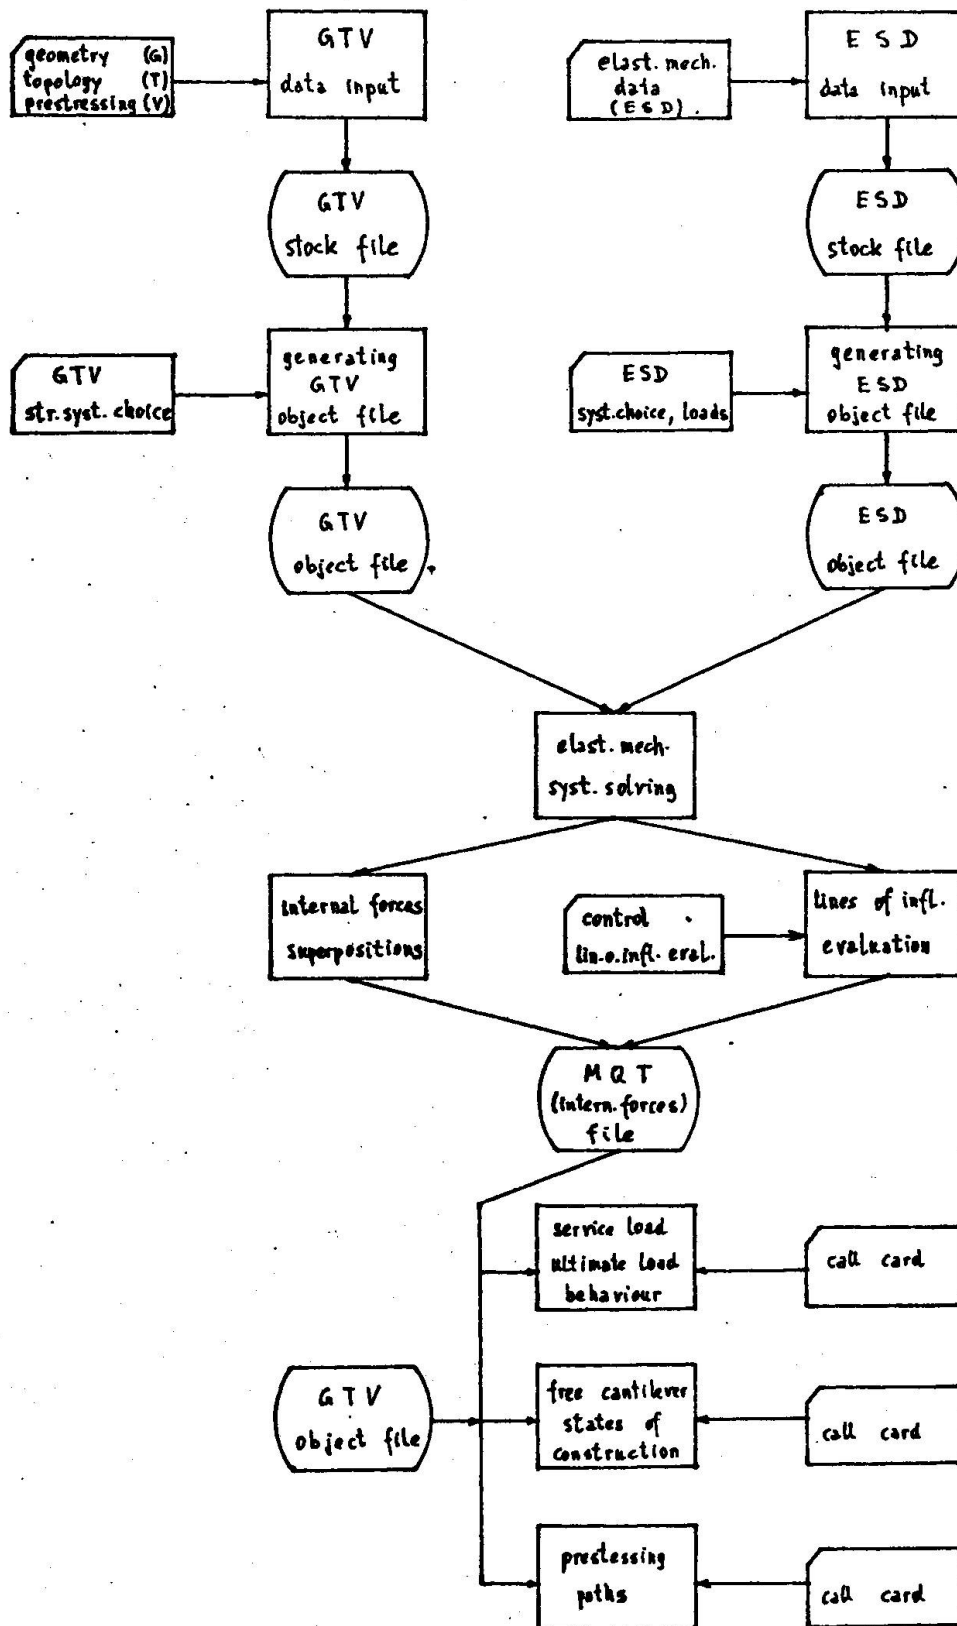 geometry (G)
topology (T)
prestressing (V)
GTV
data input
elast. mech.
data
(ESD).
ESD
data input
GTV
stock file
ESD
stock file
GTV
str. syst. choice
generating
GTV
object file
ESD
syst. choice, loads
generating
ESD
object file
GTV
object file
ESD
object file
elast. mech.
syst. solving
internal forces
superpositions
control
lin. o. infl. eval.
lines of infl.
evaluation
MQT
(intern. forces)
file
service load
ultimate load
behaviour
call card
GTV
object file
free cantilever
states of
construction
call card
prestessing
paths
call card